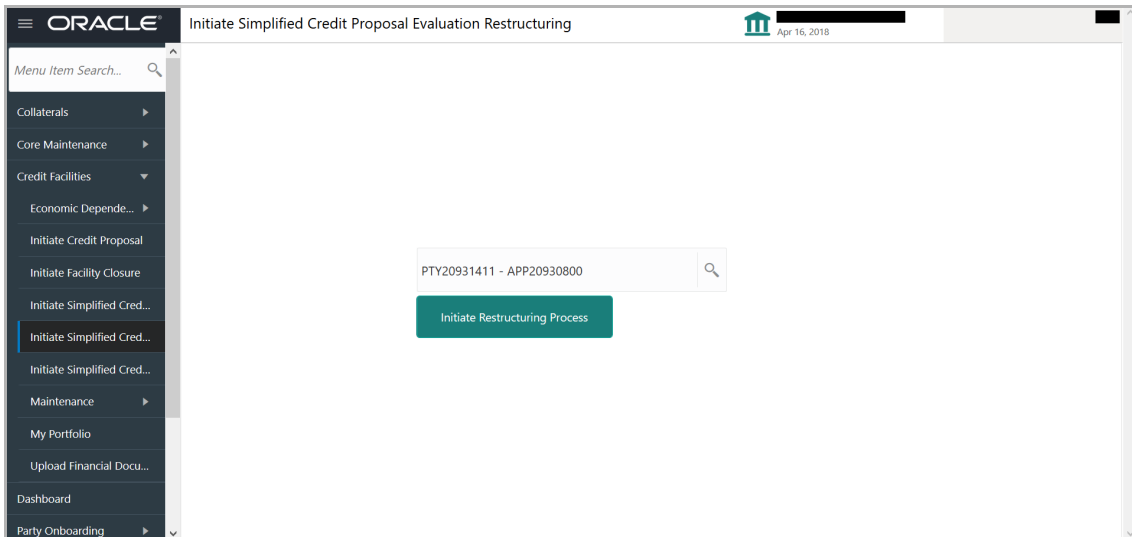 ORACLE
Initiate Simplified Credit Proposal Evaluation Restructuring
Apr 16, 2018
Menu Item Search...
Collaterals
Core Maintenance
Credit Facilities
Economic Depende...
Initiate Credit Proposal
Initiate Facility Closure
Initiate Simplified Cred...
Initiate Simplified Cred...
Initiate Simplified Cred...
Maintenance
My Portfolio
Upload Financial Docu...
Dashboard
Party Onboarding
PTY20931411 - APP20930800
Initiate Restructuring Process